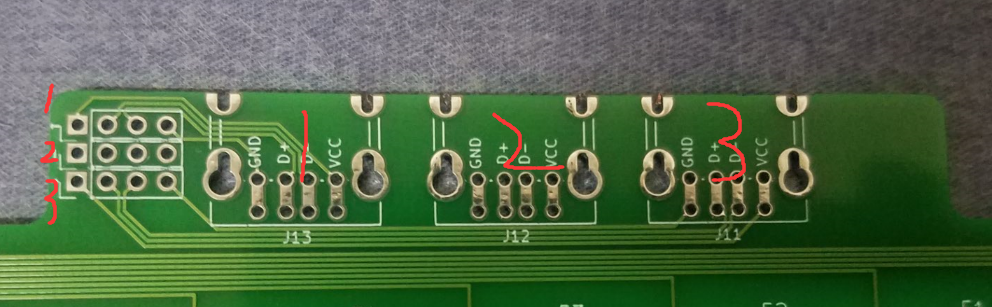 1
2
3
1
2
3
GND D+ VCC
GND D+ D- VCC
GND D+ D- VCC
J13
J12
J11